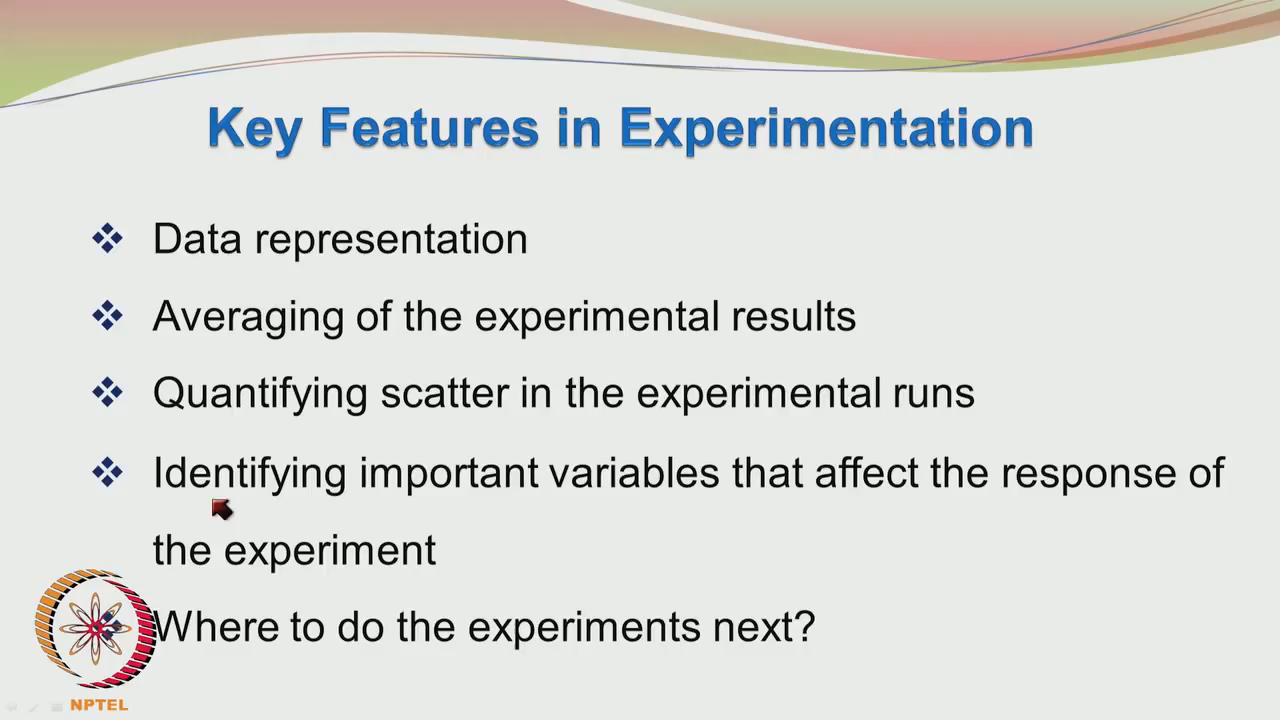 Key Features in Experimentation
Data representation
Averaging of the experimental results
Quantifying scatter in the experimental runs
Identifying important variables that affect the response of
the experiment
Where to do the experiments next?
NPTEL